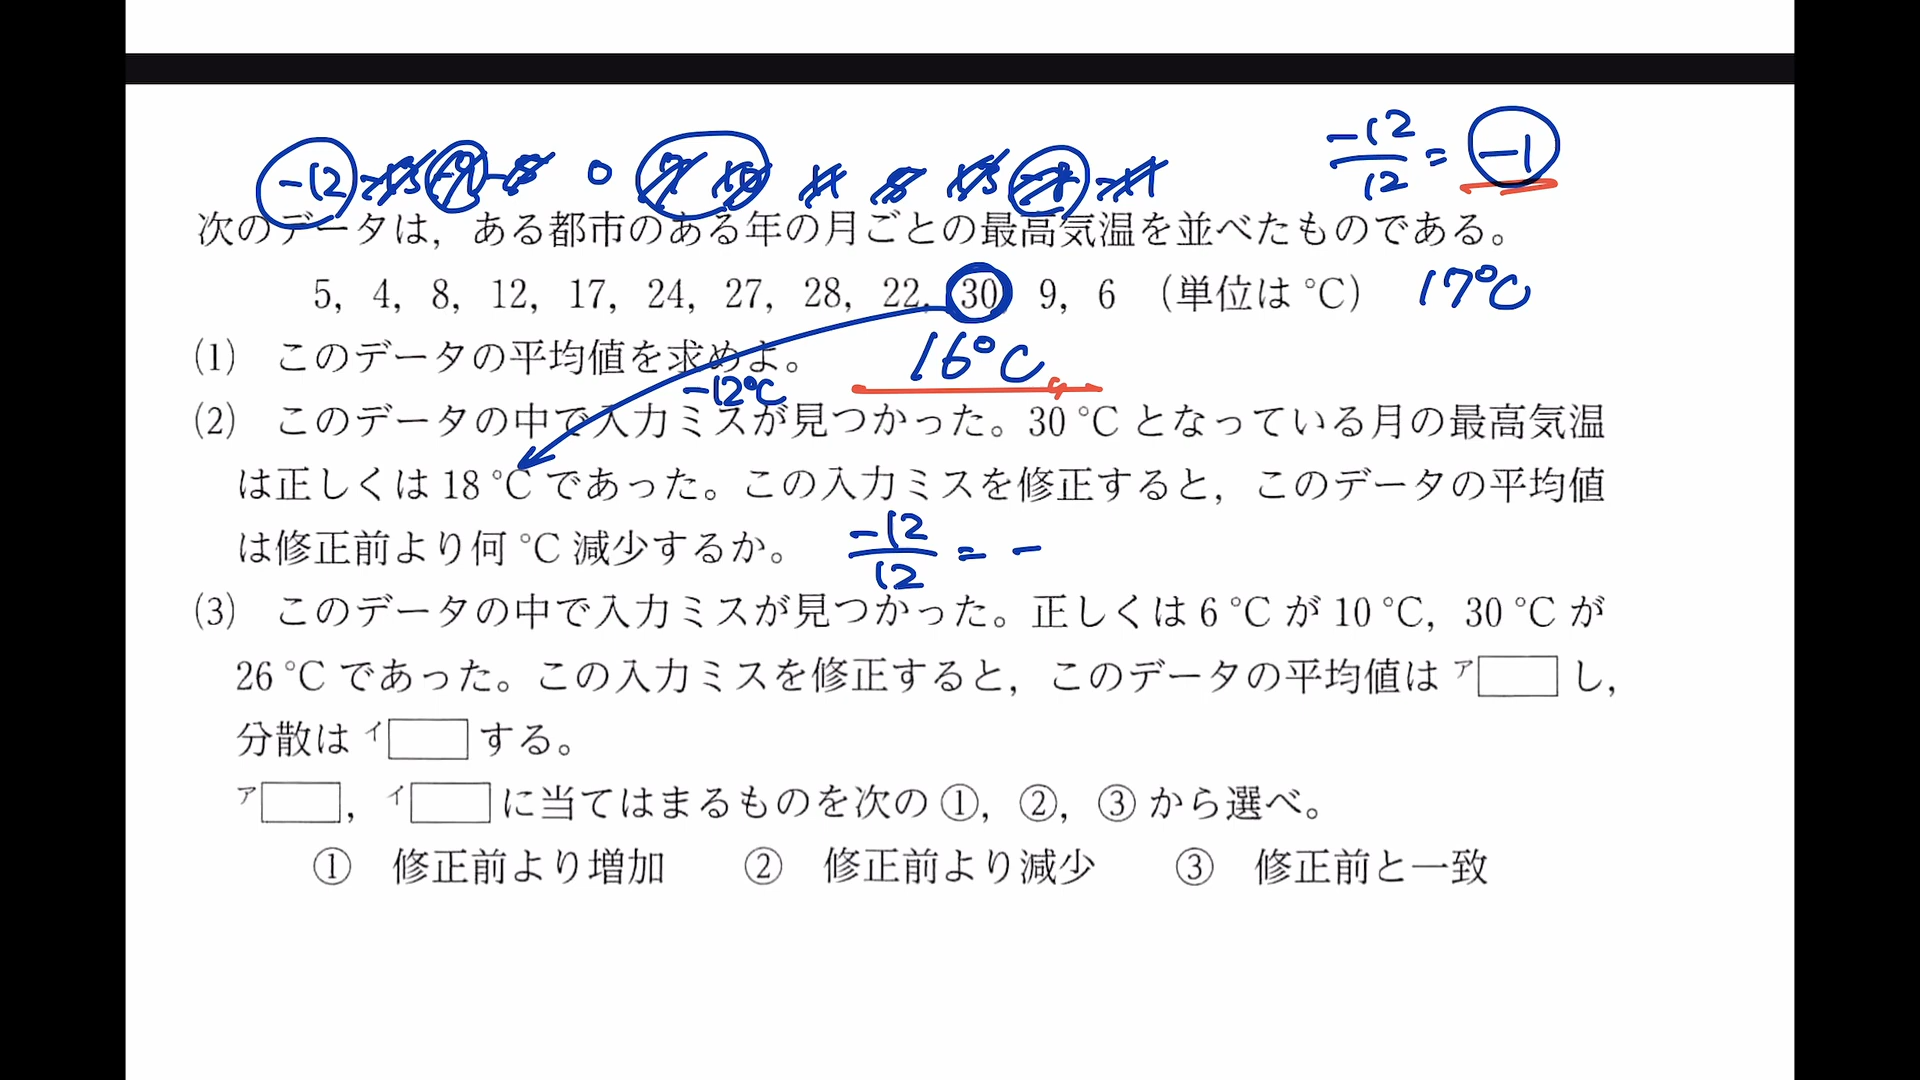 -12 0
-12/12 = -1
次のデータは，ある都市のある年の月ごとの最高気温を並べたものである。
5, 4, 8, 12, 17, 24, 27, 28, 22, 30 9, 6 （単位は °C） 17°C
(1) このデータの平均値を求めよ。 16°C
-12°C
(2) このデータの中で入力ミスが見つかった。30 °C となっている月の最高気温
は正しくは 18 °C であった。この入力ミスを修正すると，このデータの平均値
は修正前より何 °C 減少するか。 -12/12 = -
(3) このデータの中で入力ミスが見つかった。正しくは 6 °C が 10 °C，30 °C が
26 °C であった。この入力ミスを修正すると，このデータの平均値は ア□ し，
分散は イ□ する。
ア□，イ□ に当てはまるものを次の ①，②，③ から選べ。
① 修正前より増加 ② 修正前より減少 ③ 修正前と一致